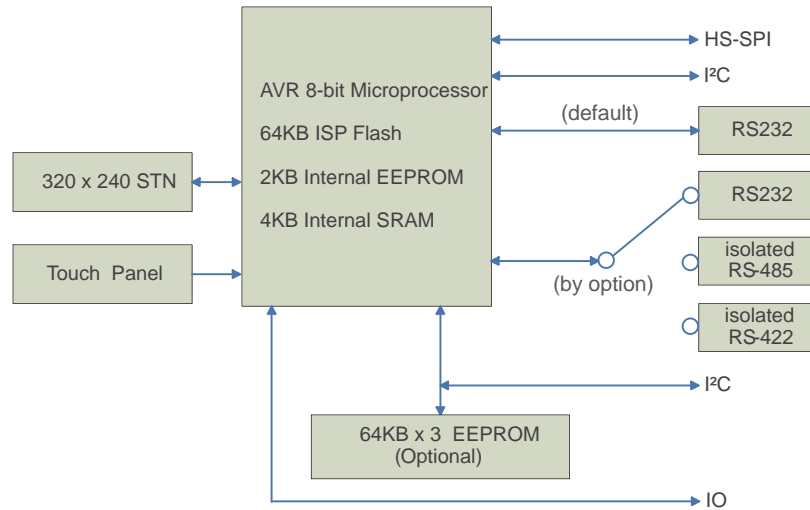 HS-SPI
I²C
AVR 8-bit Microprocessor
64KB ISP Flash
2KB Internal EEPROM
4KB Internal SRAM
(default)
RS232
320 x 240 STN
RS232
Touch Panel
(by option)
isolated
RS-485
isolated
RS-422
I²C
64KB x 3 EEPROM
(Optional)
IO